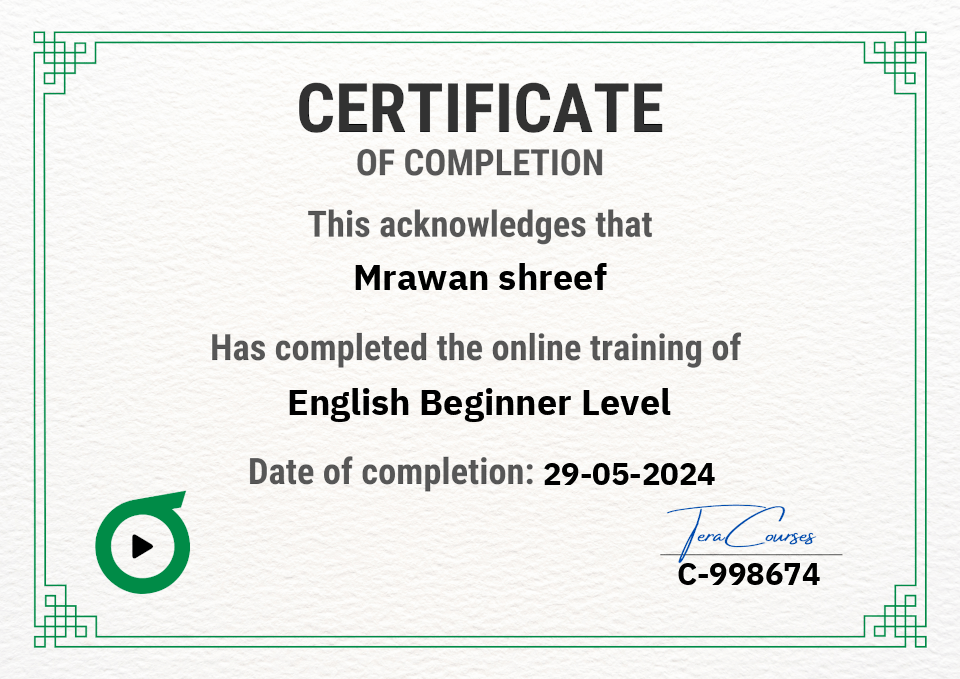 CERTIFICATE
OF COMPLETION
This acknowledges that
Mrawan shreef
Has completed the online training of
English Beginner Level
Date of completion: 29-05-2024
TeraCourses
C-998674